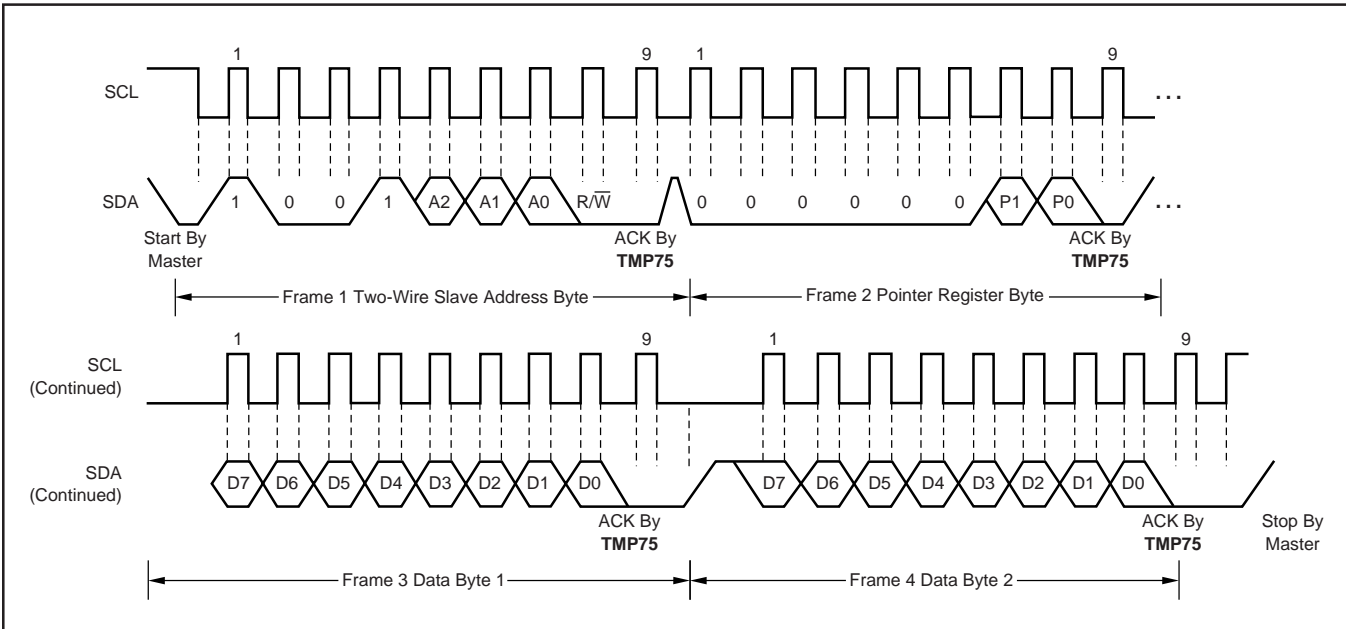 1 9 1 9
SCL ...
SDA 1 0 0 1 A2 A1 A0 R/W̅ 0 0 0 0 0 0 P1 P0 ...
Start By
Master
ACK By
TMP75
ACK By
TMP75
Frame 1 Two-Wire Slave Address Byte
Frame 2 Pointer Register Byte
1 9 1 9
SCL
(Continued)
SDA
(Continued)
D7 D6 D5 D4 D3 D2 D1 D0 D7 D6 D5 D4 D3 D2 D1 D0
ACK By
TMP75
ACK By
TMP75
Stop By
Master
Frame 3 Data Byte 1
Frame 4 Data Byte 2